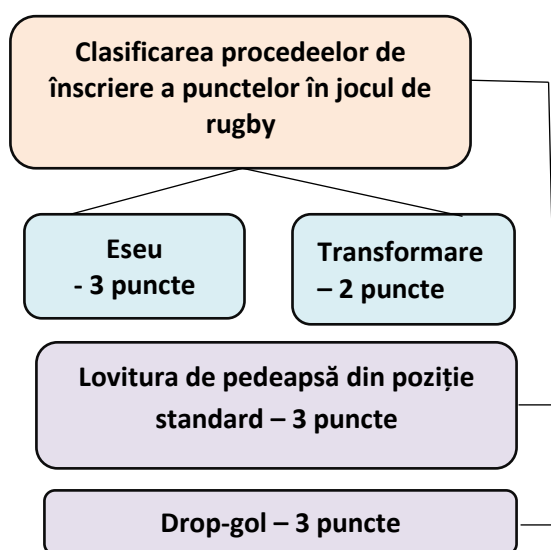 Clasificarea procedeelor de
înscriere a punctelor în jocul de
rugby
Eseu
- 3 puncte
Transformare
– 2 puncte
Lovitura de pedeapsă din poziție
standard – 3 puncte
Drop-gol – 3 puncte